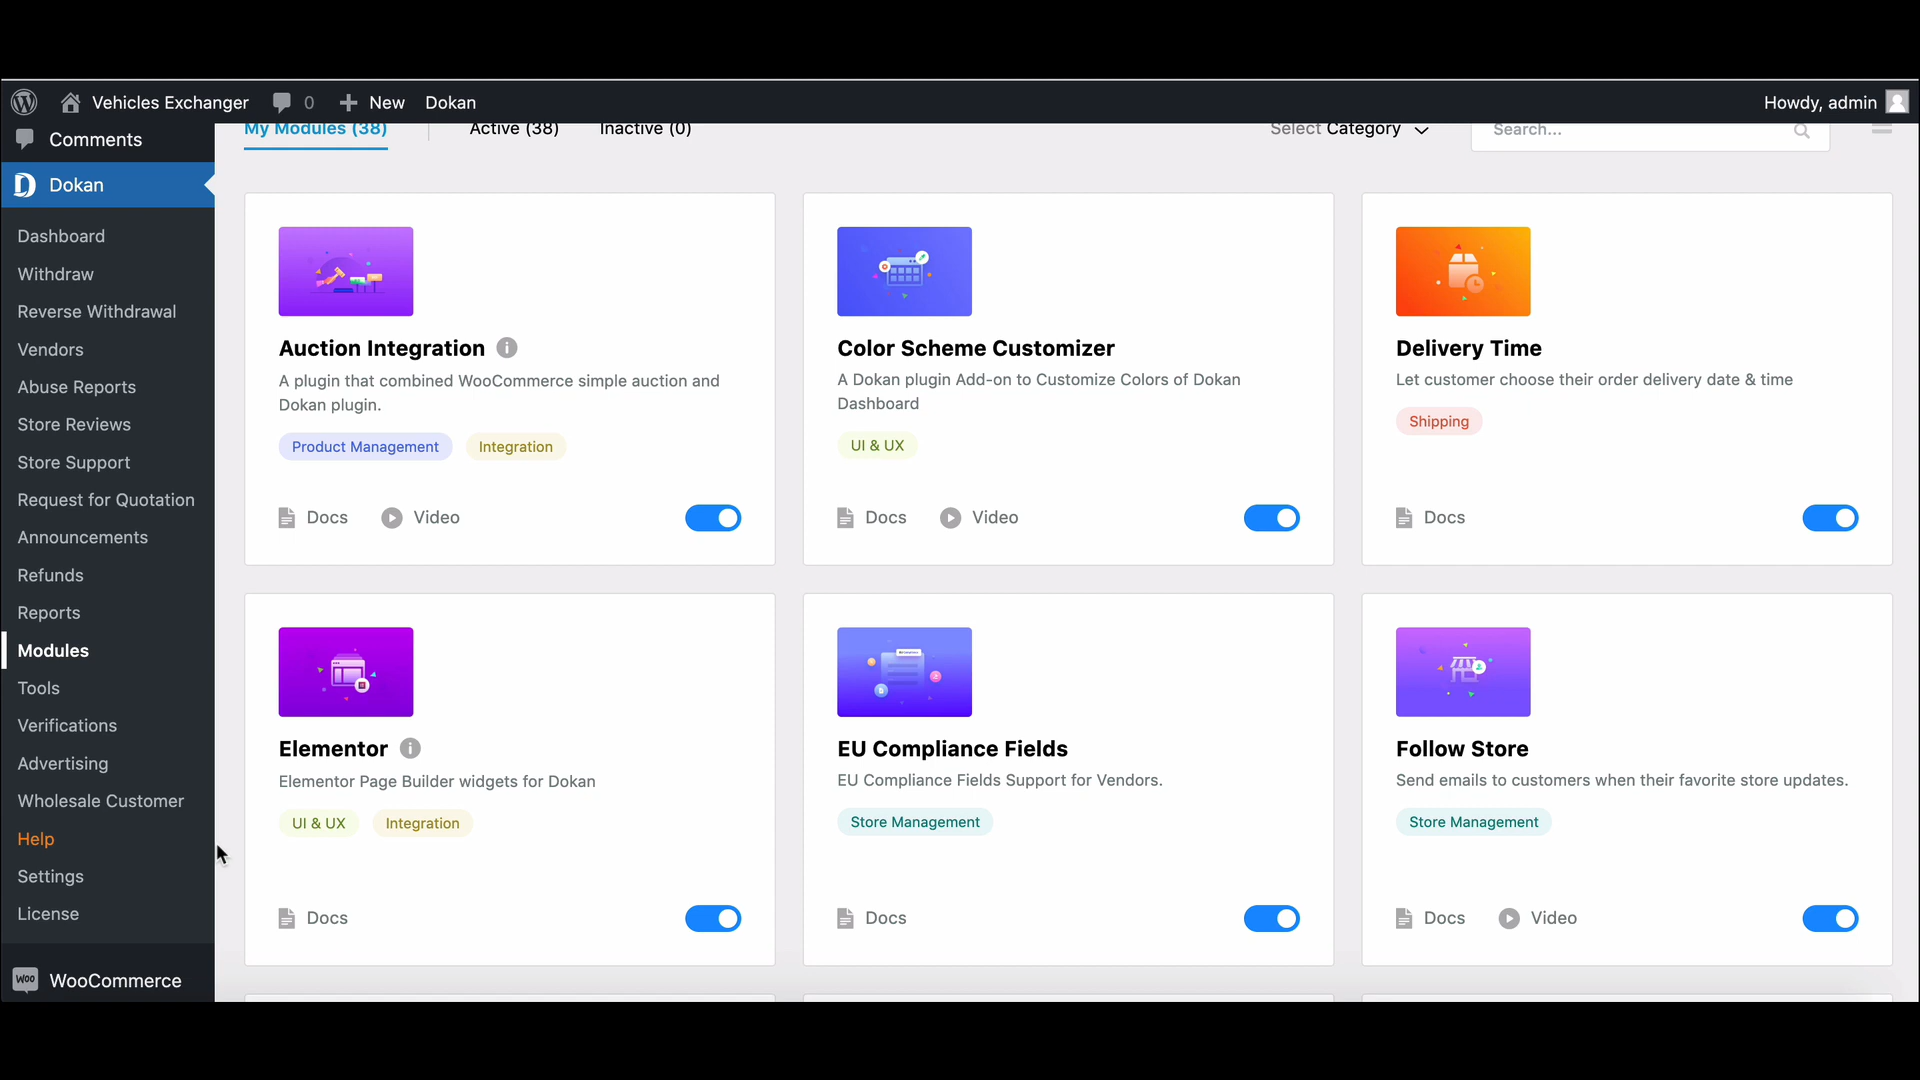 Vehicles Exchanger 0 New Dokan Howdy, admin
Comments
My Modules (38) Active (38) Inactive (0) Select Category Search...
Dokan
Dashboard
Withdraw
Reverse Withdrawal
Vendors
Abuse Reports
Store Reviews
Store Support
Request for Quotation
Announcements
Refunds
Reports
Modules
Tools
Verifications
Advertising
Wholesale Customer
Help
Settings
License
Woo WooCommerce
Auction Integration
A plugin that combined WooCommerce simple auction and
Dokan plugin.
Product Management Integration
Docs Video
Color Scheme Customizer
A Dokan plugin Add-on to Customize Colors of Dokan
Dashboard
UI & UX
Docs Video
Delivery Time
Let customer choose their order delivery date & time
Shipping
Docs
Elementor
Elementor Page Builder widgets for Dokan
UI & UX Integration
Docs
EU Compliance Fields
EU Compliance Fields Support for Vendors.
Store Management
Docs
Follow Store
Send emails to customers when their favorite store updates.
Store Management
Docs Video